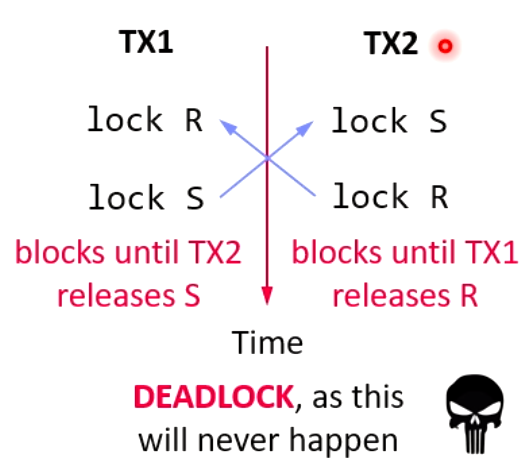 TX1 TX2
lock R lock S
lock S lock R
blocks until TX2 blocks until TX1
releases S releases R
Time
DEADLOCK, as this
will never happen